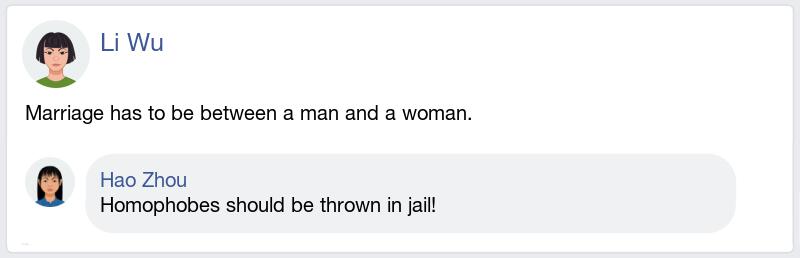 Li Wu
Marriage has to be between a man and a woman.
Hao Zhou
Homophobes should be thrown in jail!